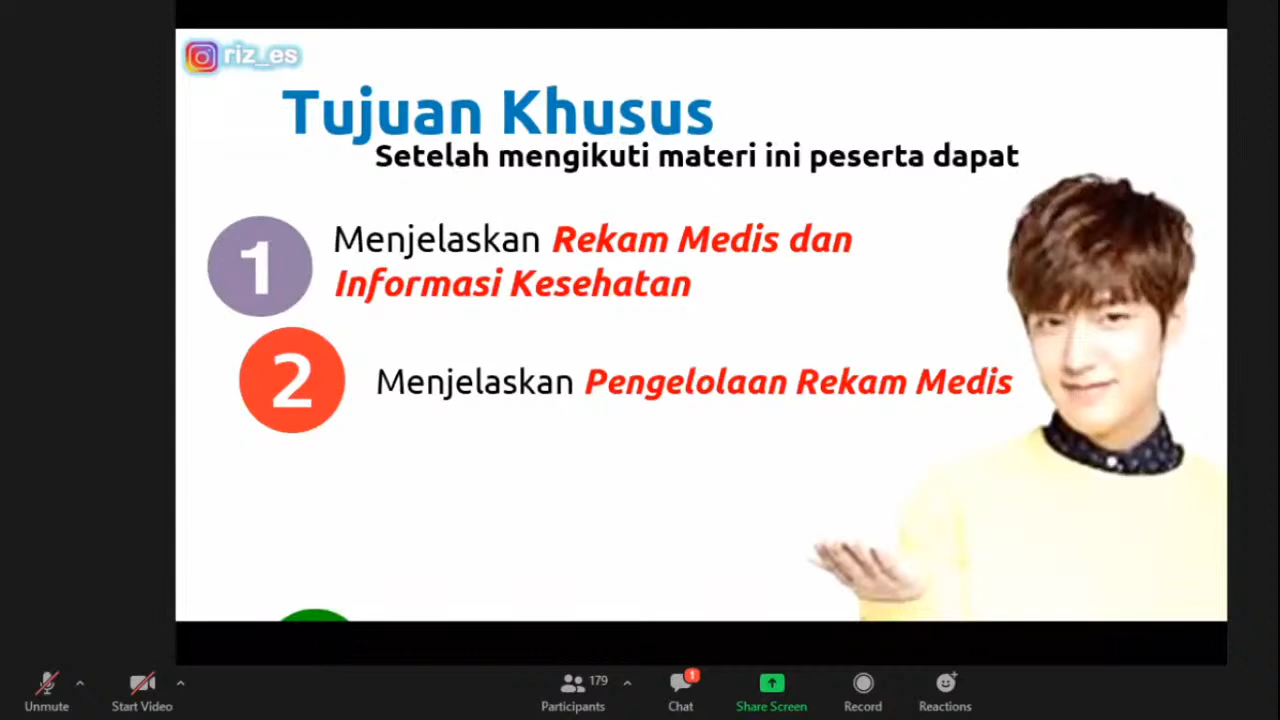 riz_es
Tujuan Khusus
Setelah mengikuti materi ini peserta dapat
1
Menjelaskan Rekam Medis dan
Informasi Kesehatan
2
Menjelaskan Pengelolaan Rekam Medis
Unmute
Start Video
179
Participants
1
Chat
Share Screen
Record
Reactions